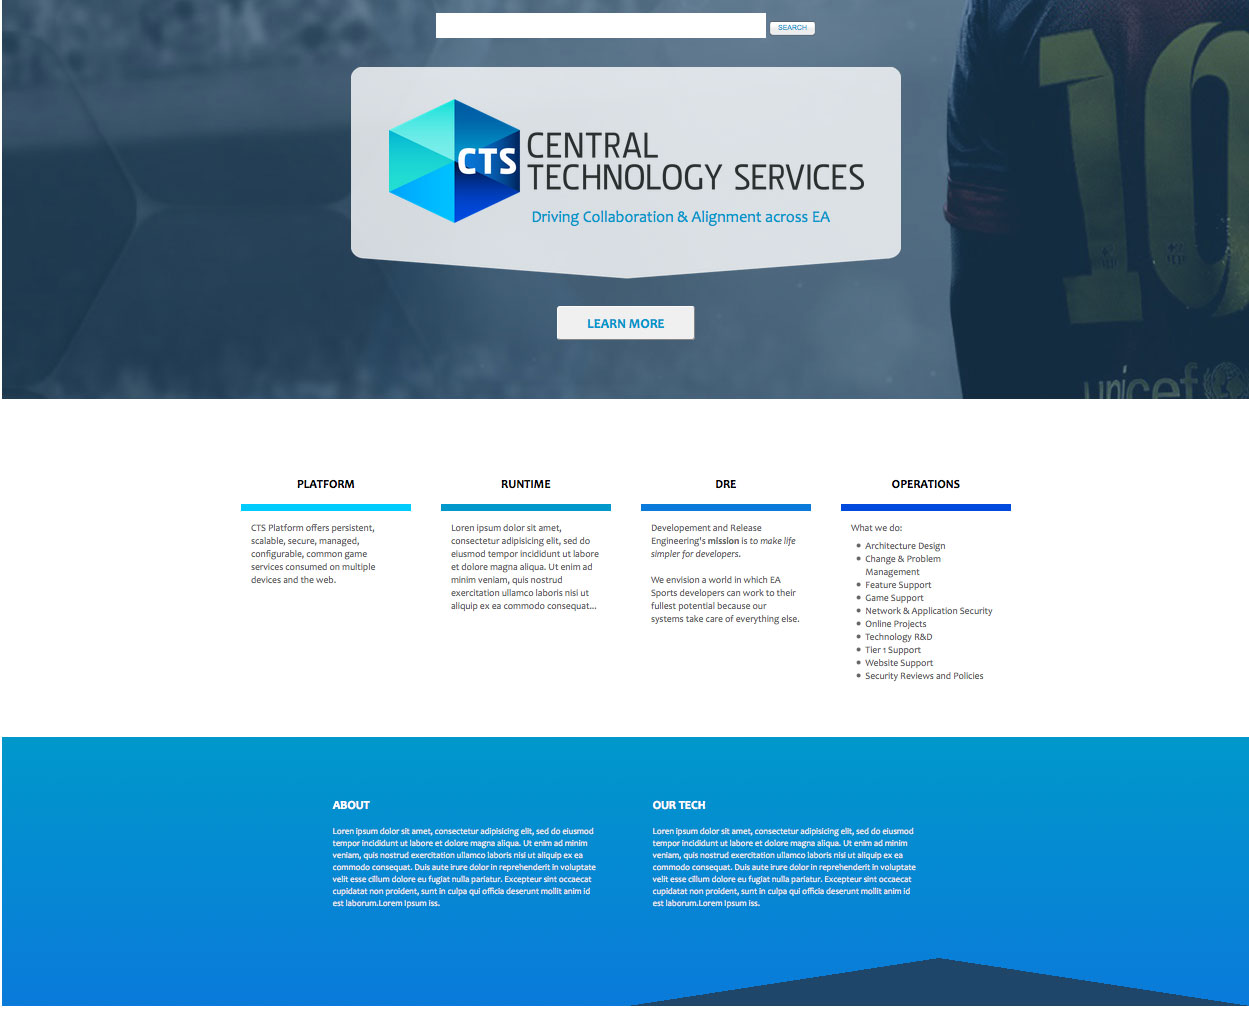 SEARCH
CTS
CENTRAL
TECHNOLOGY SERVICES
Driving Collaboration & Alignment across EA
LEARN MORE
10
unicef
PLATFORM
CTS Platform offers persistent,
scalable, secure, managed,
configurable, common game
services consumed on multiple
devices and the web.
RUNTIME
Lorem ipsum dolor sit amet,
consectetur adipisicing elit, sed do
eiusmod tempor incididunt ut labore
et dolore magna aliqua. Ut enim ad
minim veniam, quis nostrud
exercitation ullamco laboris nisi ut
aliquip ex ea commodo consequat...
DRE
Developement and Release
Engineering's mission is to make life
simpler for developers.
We envision a world in which EA
Sports developers can work to their
fullest potential because our
systems take care of everything else.
OPERATIONS
What we do:
Architecture Design
Change & Problem
Management
Feature Support
Game Support
Network & Application Security
Online Projects
Technology R&D
Tier 1 Support
Website Support
Security Reviews and Policies
ABOUT
Lorem ipsum dolor sit amet, consectetur adipisicing elit, sed do eiusmod
tempor incididunt ut labore et dolore magna aliqua. Ut enim ad minim
veniam, quis nostrud exercitation ullamco laboris nisi ut aliquip ex ea
commodo consequat. Duis aute irure dolor in reprehenderit in voluptate
velit esse cillum dolore eu fugiat nulla pariatur. Excepteur sint occaecat
cupidatat non proident, sunt in culpa qui officia deserunt mollit anim id
est laborum.Lorem Ipsum iss.
OUR TECH
Lorem ipsum dolor sit amet, consectetur adipisicing elit, sed do eiusmod
tempor incididunt ut labore et dolore magna aliqua. Ut enim ad minim
veniam, quis nostrud exercitation ullamco laboris nisi ut aliquip ex ea
commodo consequat. Duis aute irure dolor in reprehenderit in voluptate
velit esse cillum dolore eu fugiat nulla pariatur. Excepteur sint occaecat
cupidatat non proident, sunt in culpa qui officia deserunt mollit anim id
est laborum.Lorem Ipsum iss.